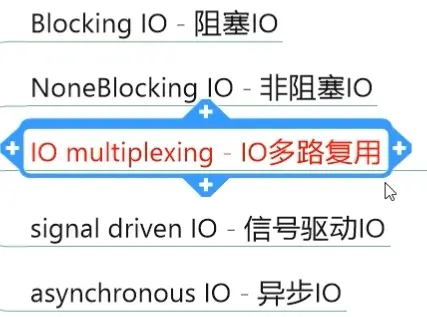 Blocking IO - 阻塞IO
NoneBlocking IO - 非阻塞IO
IO multiplexing - IO多路复用
signal driven IO - 信号驱动IO
asynchronous IO - 异步IO